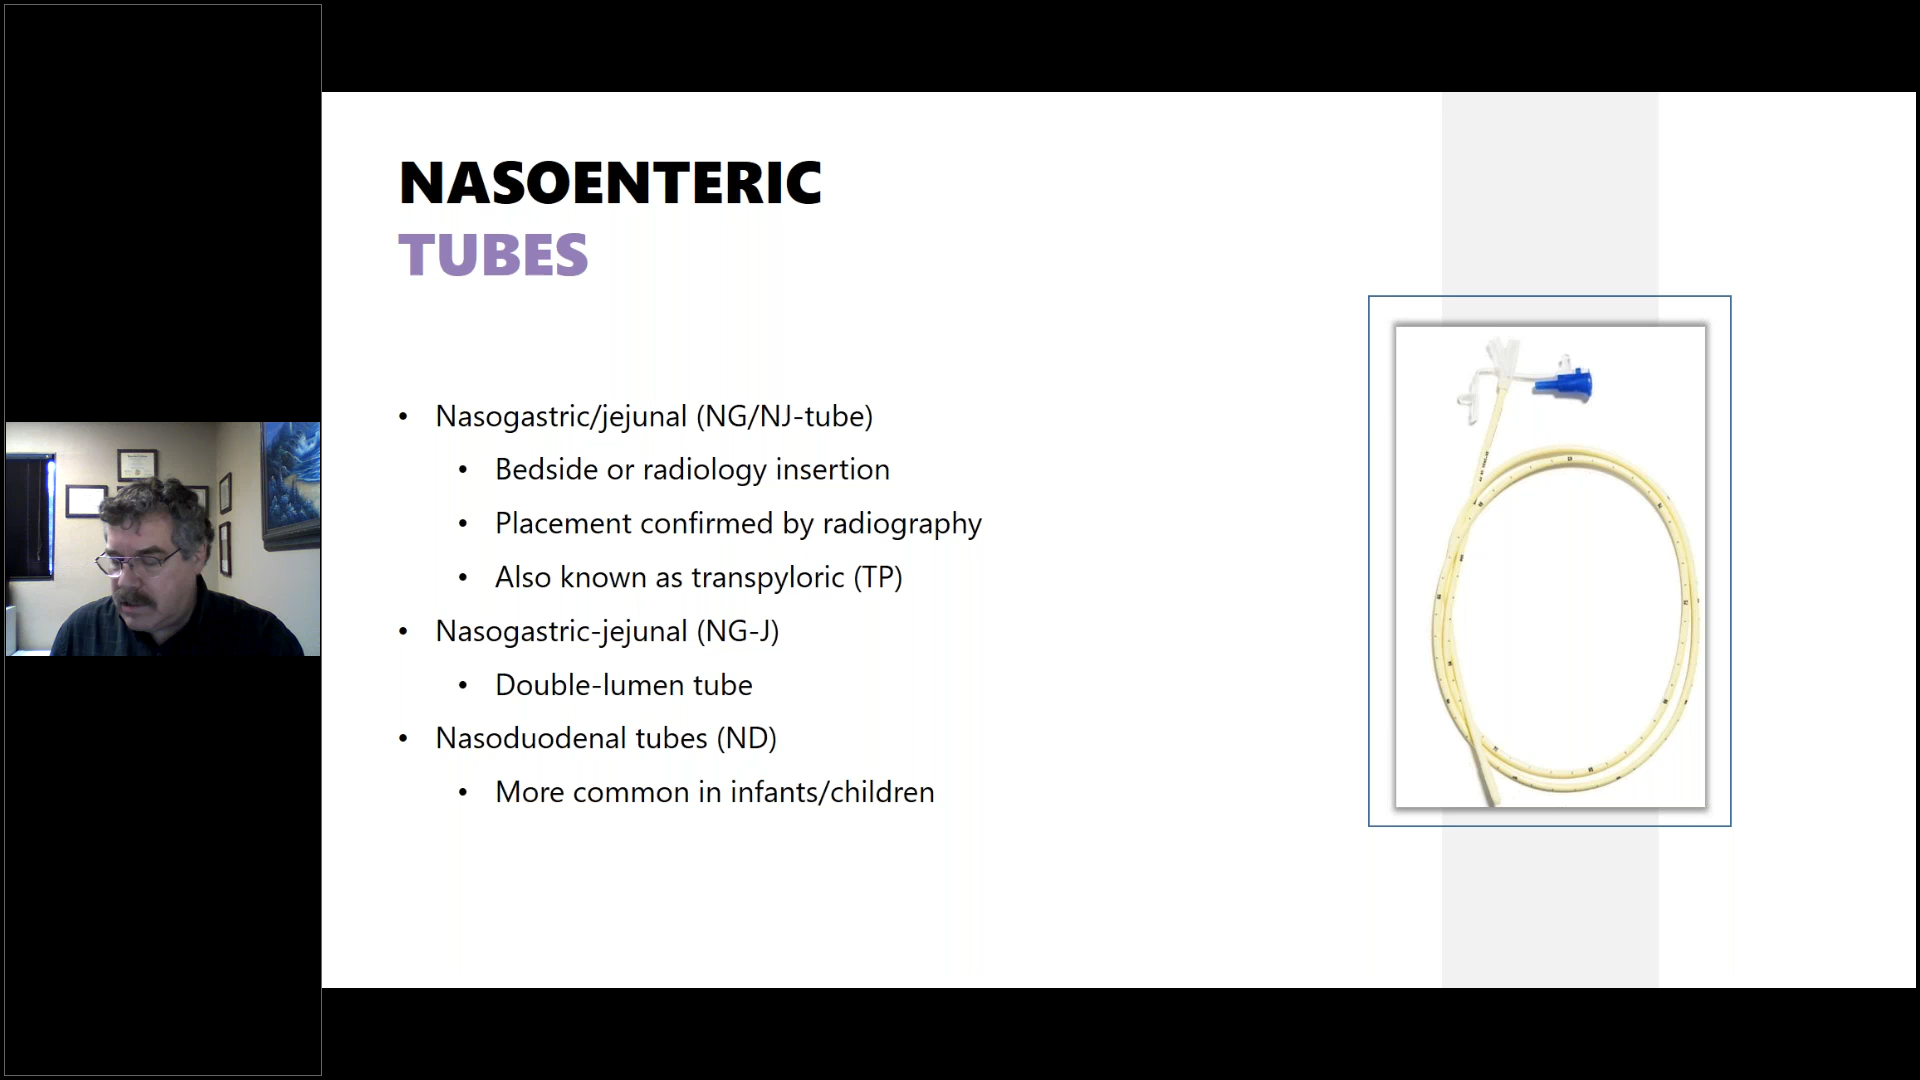 NASOENTERIC
TUBES
• Nasogastric/jejunal (NG/NJ-tube)
• Bedside or radiology insertion
• Placement confirmed by radiography
• Also known as transpyloric (TP)
• Nasogastric-jejunal (NG-J)
• Double-lumen tube
• Nasoduodenal tubes (ND)
• More common in infants/children